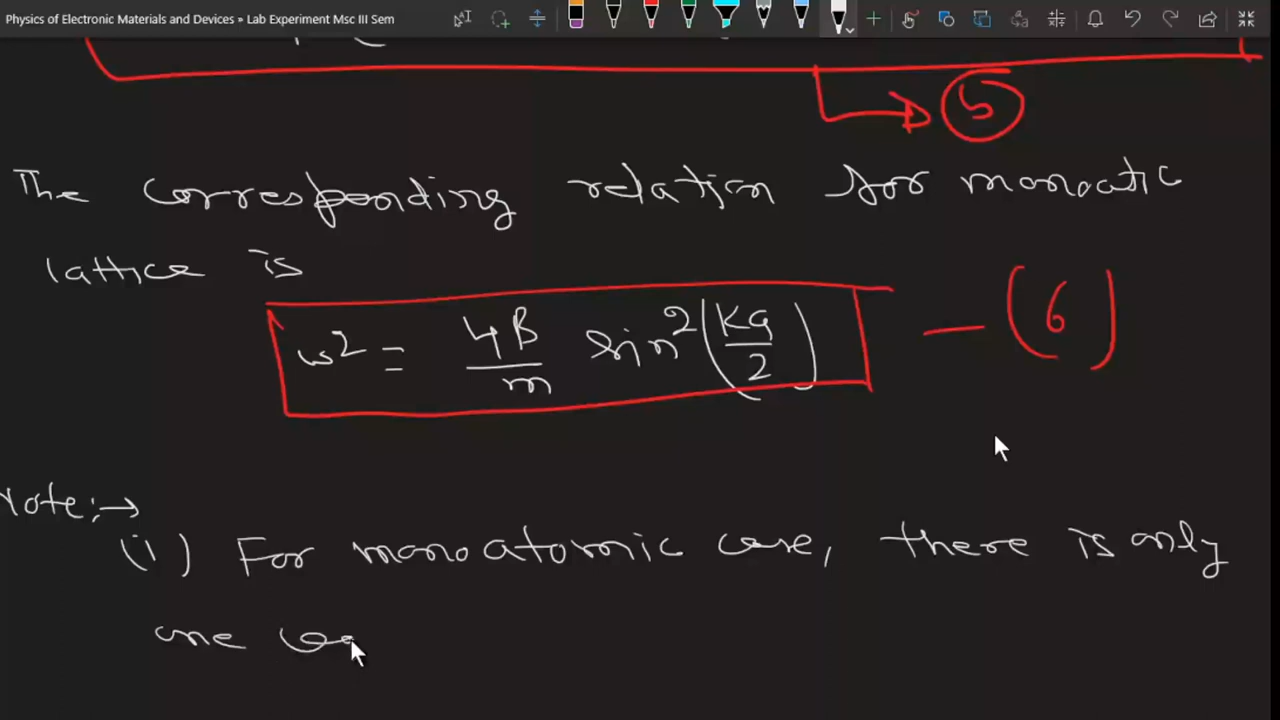 Physics of Electronic Materials and Devices » Lab Experiment Msc III Sem
5
The corresponding relation for monoatic
lattice is
ω² = 4β/m sin²(Ka/2) — (6)
Note:→
(i) For monoatomic case, there is only
one